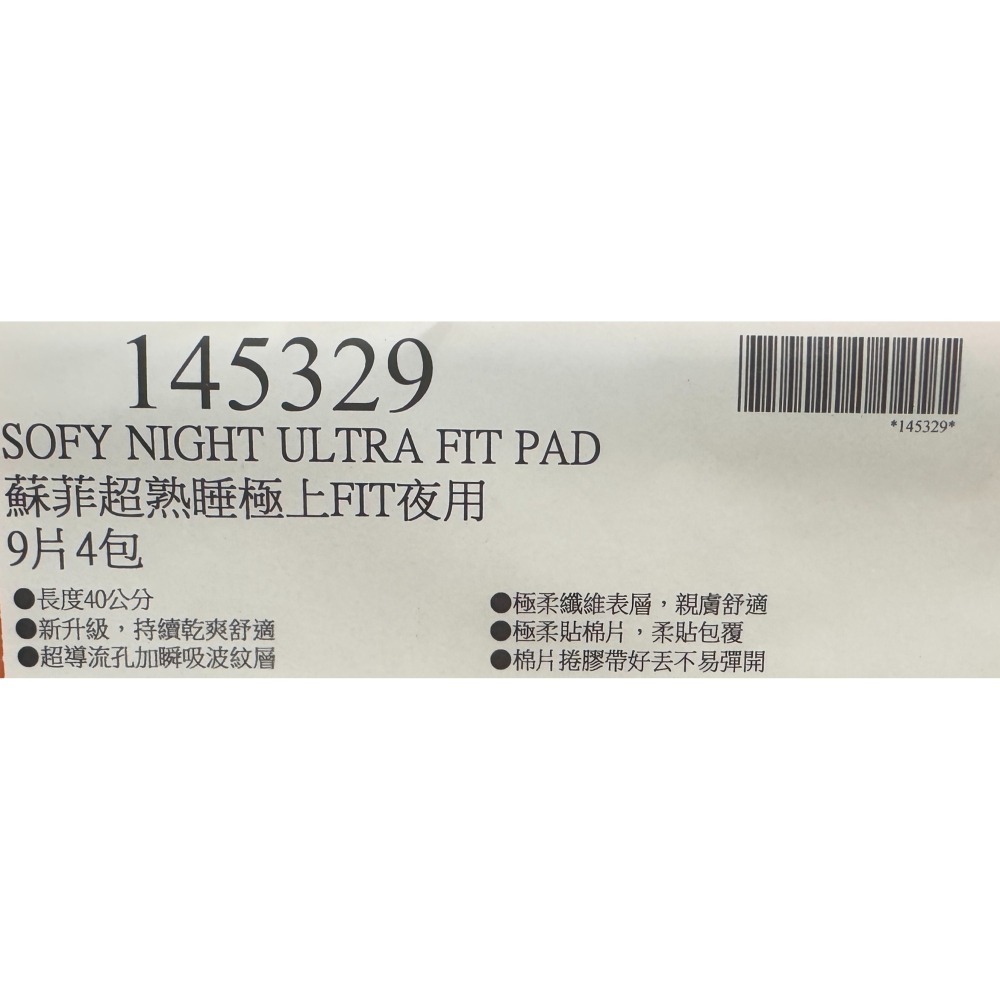 145329
*145329*
SOFY NIGHT ULTRA FIT PAD
蘇菲超熟睡極上FIT夜用
9片4包
●長度40公分
●新升級，持續乾爽舒適
●超導流孔加瞬吸波紋層
●極柔纖維表層，親膚舒適
●極柔貼棉片，柔貼包覆
●棉片捲膠帶好丟不易彈開